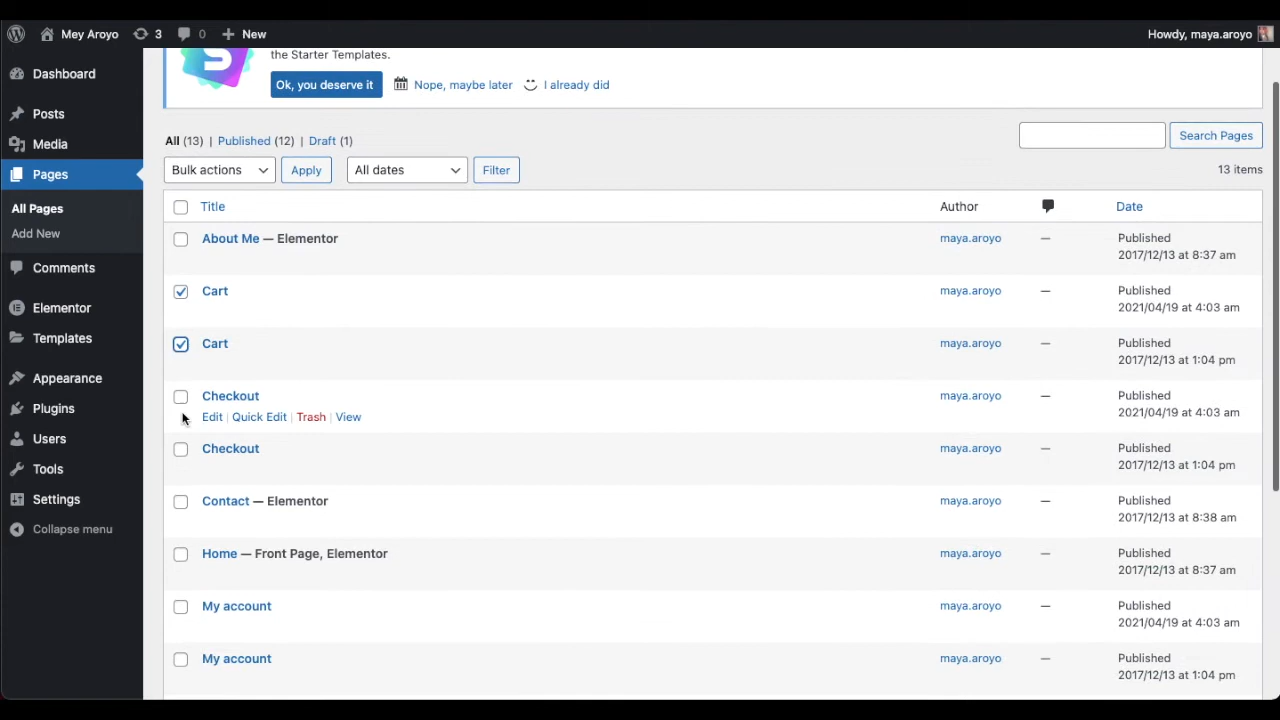 Mey Aroyo 3 0 New Howdy, maya.aroyo
the Starter Templates.
Ok, you deserve it Nope, maybe later I already did
Dashboard
Posts
Media
Pages
All Pages
Add New
Comments
Elementor
Templates
Appearance
Plugins
Users
Tools
Settings
Collapse menu
All (13) | Published (12) | Draft (1)
Search Pages
Bulk actions Apply All dates Filter 13 items
Title Author Date
About Me — Elementor maya.aroyo — Published
2017/12/13 at 8:37 am
Cart maya.aroyo — Published
2021/04/19 at 4:03 am
Cart maya.aroyo — Published
2017/12/13 at 1:04 pm
Checkout maya.aroyo — Published
Edit | Quick Edit | Trash | View 2021/04/19 at 4:03 am
Checkout maya.aroyo — Published
2017/12/13 at 1:04 pm
Contact — Elementor maya.aroyo — Published
2017/12/13 at 8:38 am
Home — Front Page, Elementor maya.aroyo — Published
2017/12/13 at 8:37 am
My account maya.aroyo — Published
2021/04/19 at 4:03 am
My account maya.aroyo — Published
2017/12/13 at 1:04 pm